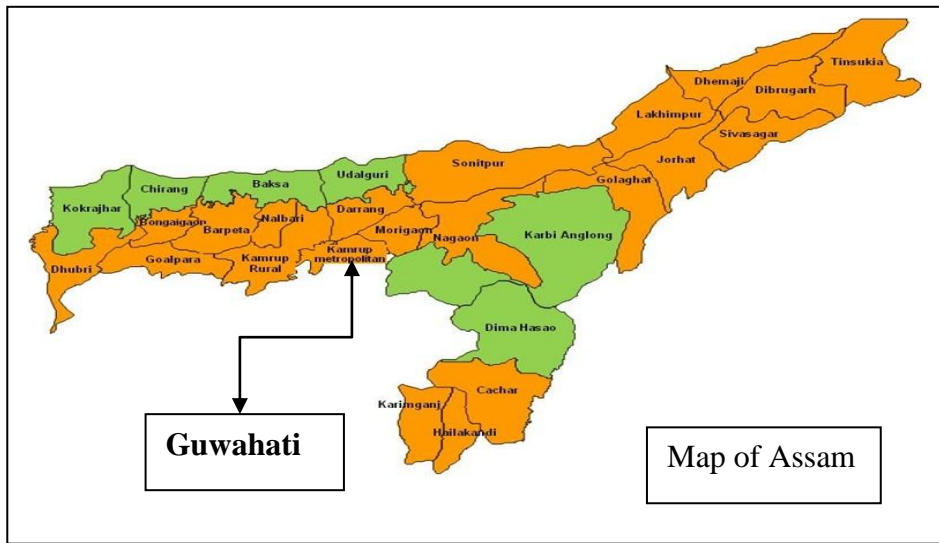 Tinsukia
Dhemaji
Dibrugarh
Lakhimpur
Sivasagar
Sonitpur
Jorhat
Golaghat
Udalguri
Baksa
Chirang
Kokrajhar
Darrang
Nalbari
Bongaigaon
Barpeta
Morigaon
Nagaon
Karbi Anglong
Kamrup
metropolitan
Kamrup
Rural
Goalpara
Dhubri
Dima Hasao
Cachar
Karimganj
Hailakandi
Guwahati
Map of Assam